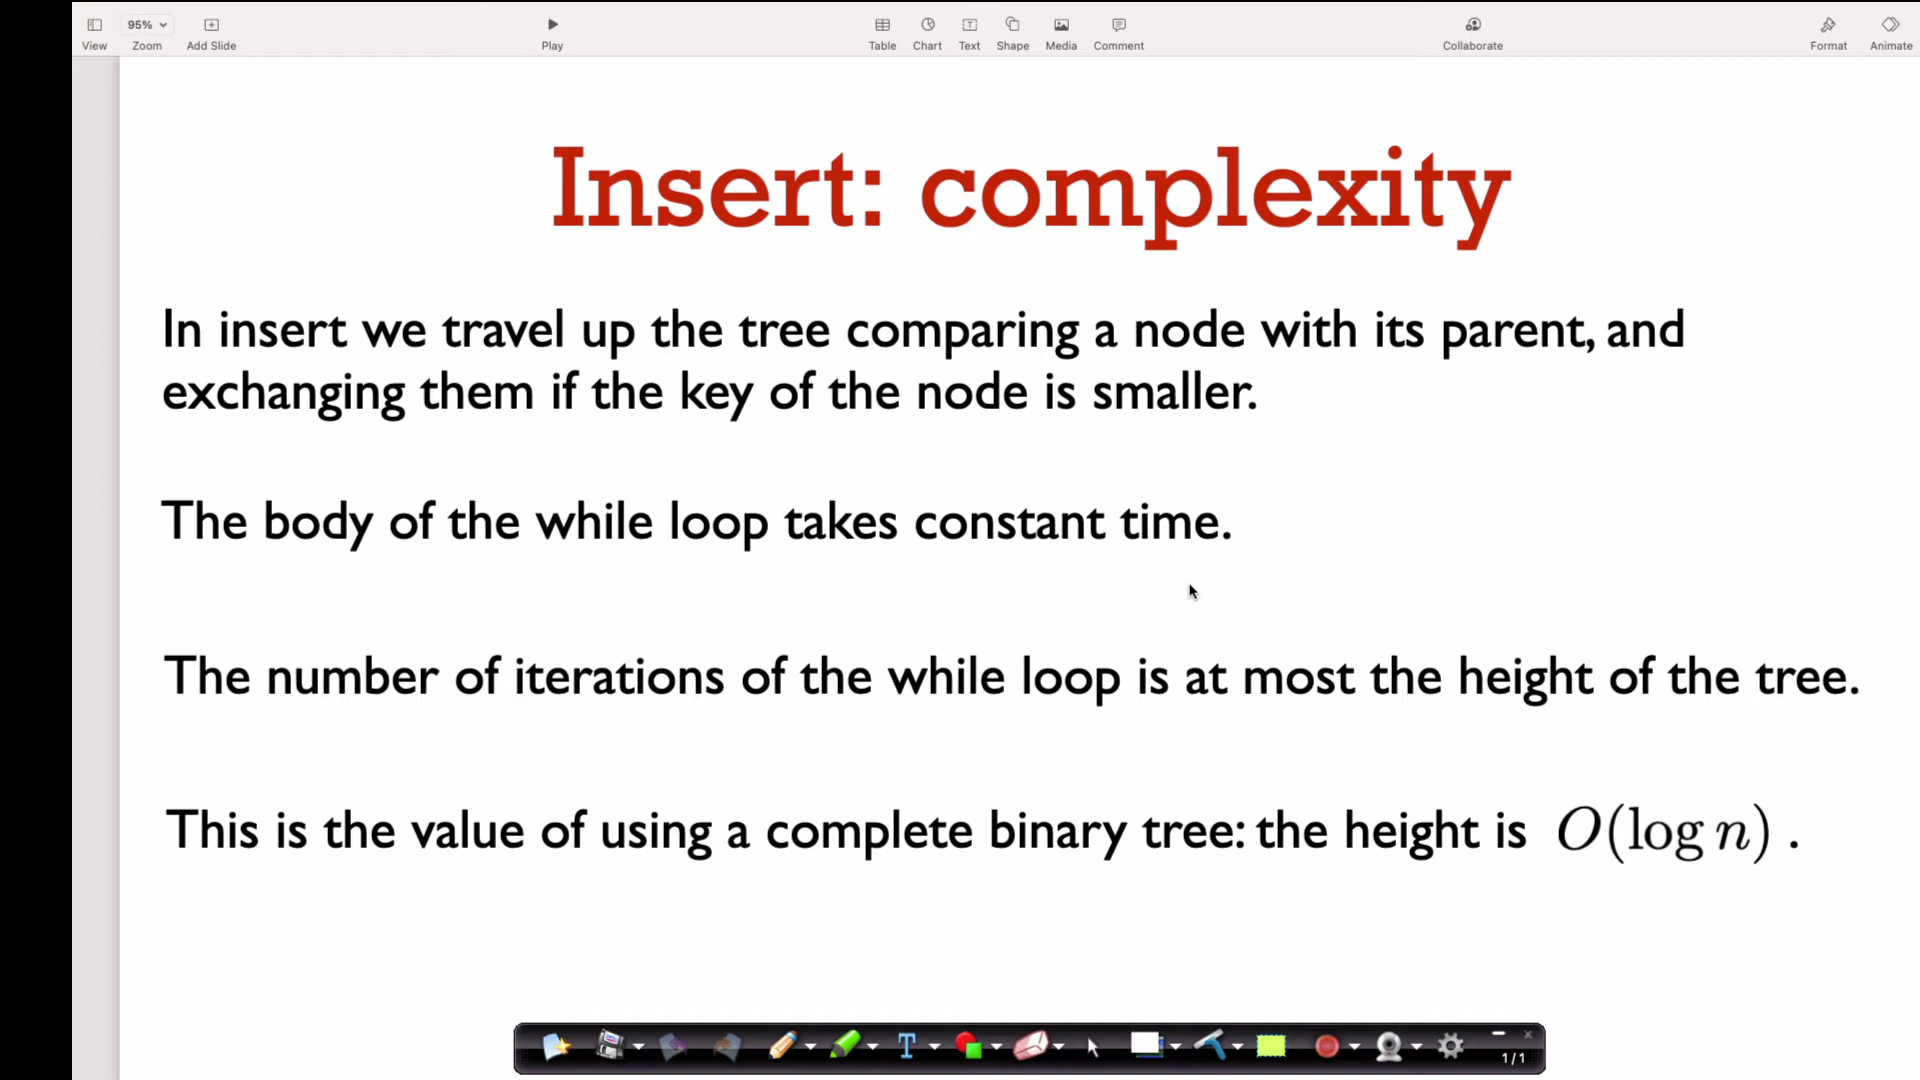 View
95%
Zoom
Add Slide
Play
Table
Chart
Text
Shape
Media
Comment
Collaborate
Format
Animate
Insert: complexity
In insert we travel up the tree comparing a node with its parent, and
exchanging them if the key of the node is smaller.
The body of the while loop takes constant time.
The number of iterations of the while loop is at most the height of the tree.
This is the value of using a complete binary tree: the height is O(log n) .
T
1/1